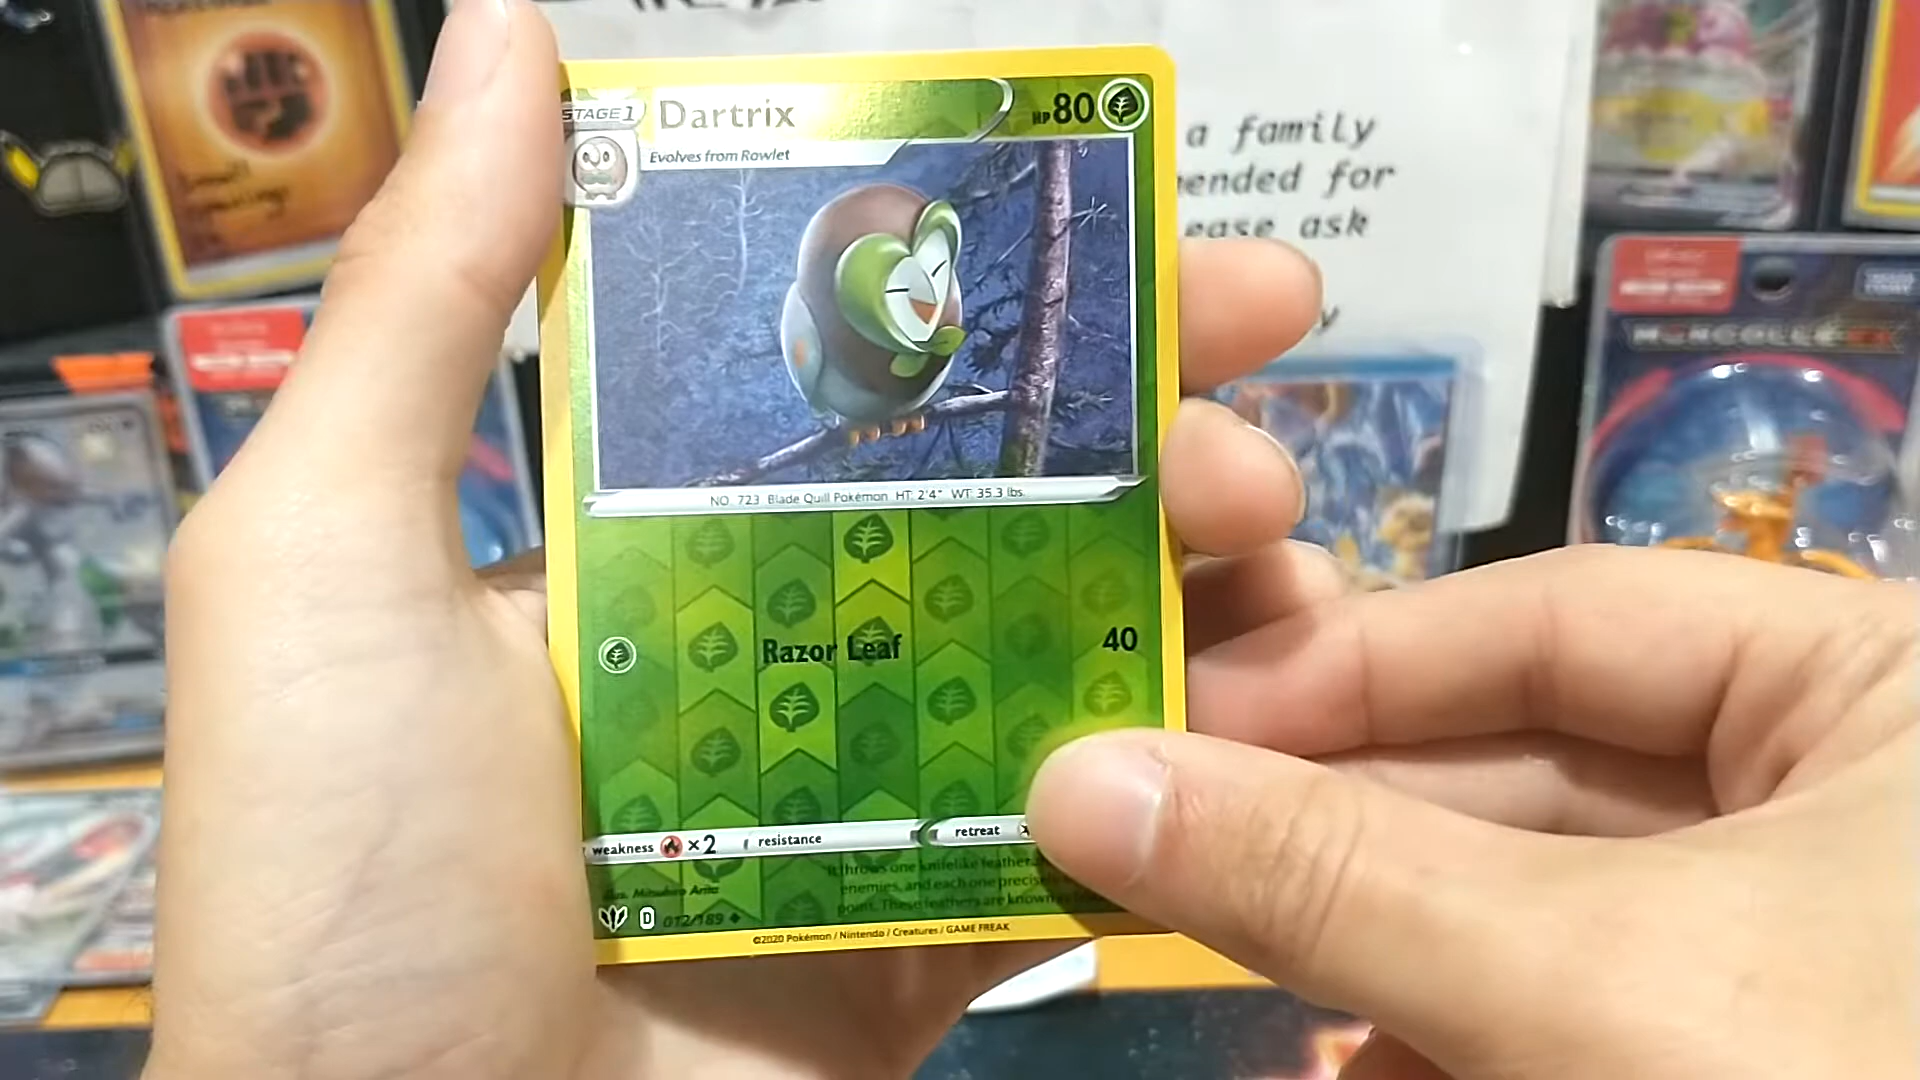 a family
ended for
ease ask
y
STAGE 1
Dartrix
HP 80
Evolves from Rowlet
NO. 723 Blade Quill Pokémon HT: 2'4" WT: 35.3 lbs.
Razor Leaf 40
weakness ×2 resistance retreat
It throws one knifelike feather
enemies, and each one precise
point. These feathers are known
illus. Mitsuhiro Arita
D 012/189
©2020 Pokémon / Nintendo / Creatures / GAME FREAK